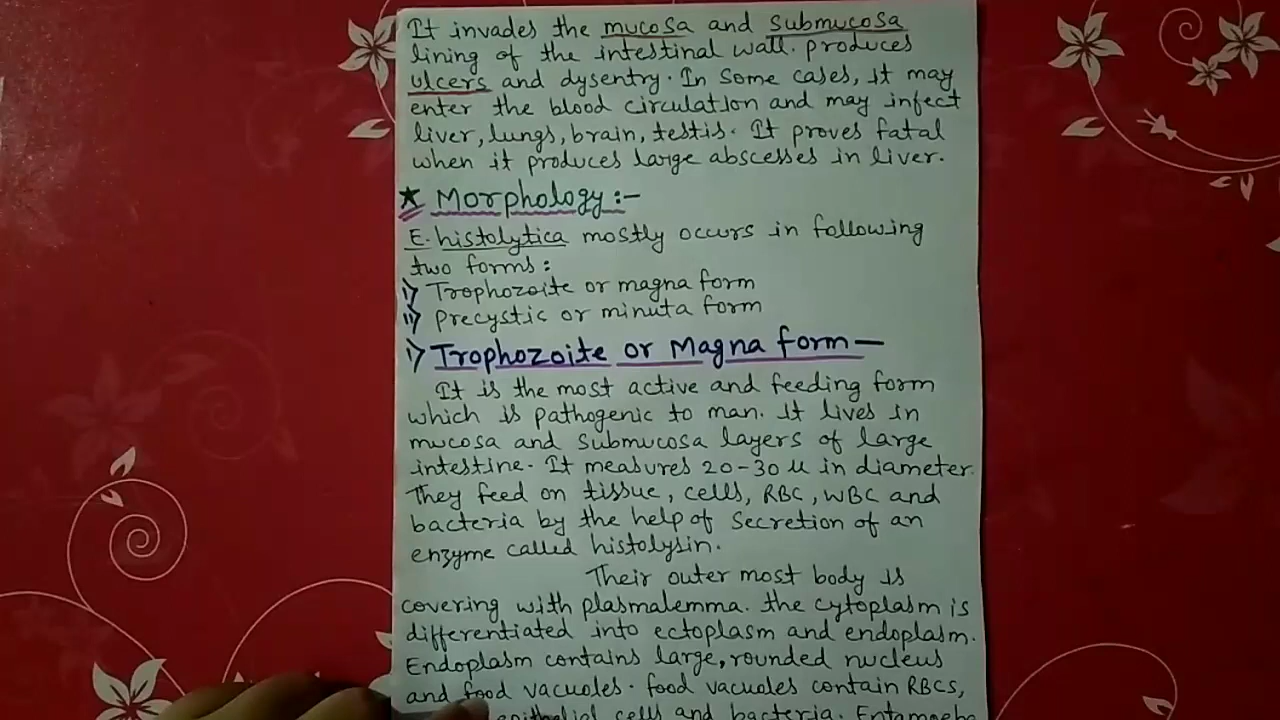 It invades the mucosa and submucosa
lining of the intestinal wall. produces
ulcers and dysentry. In some cases, it may
enter the blood circulation and may infect
liver, lungs, brain, testis. It proves fatal
when it produces large abscesses in liver.
★ Morphology :-
E. histolytica mostly occurs in following
two forms :
i) Trophozoite or magna form
ii) Precystic or minuta form
i) Trophozoite or Magna form —
It is the most active and feeding form
which is pathogenic to man. It lives in
mucosa and submucosa layers of large
intestine. It measures 20-30 µ in diameter.
They feed on tissue, cells, RBC, WBC and
bacteria by the help of secretion of an
enzyme called histolysin.
Their outer most body is
covering with plasmalemma. the cytoplasm is
differentiated into ectoplasm and endoplasm.
Endoplasm contains large, rounded nucleus
and food vacuoles. food vacuoles contain RBCS,
epithelial cells and bacteria. Entamoeba